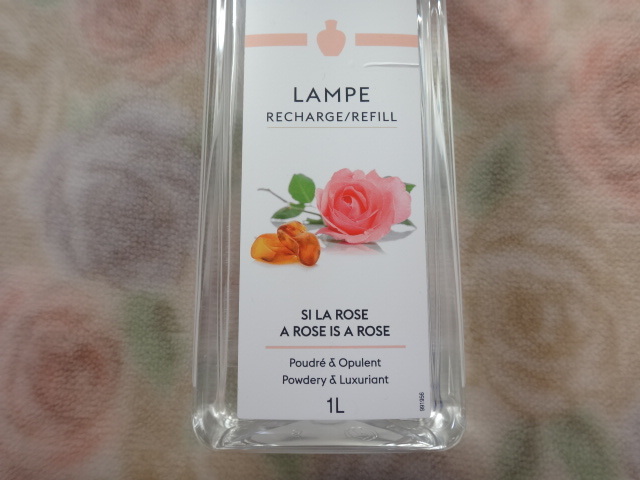 LAMPE
RECHARGE/REFILL
SI LA ROSE
A ROSE IS A ROSE
Poudré & Opulent
Powdery & Luxuriant
1L